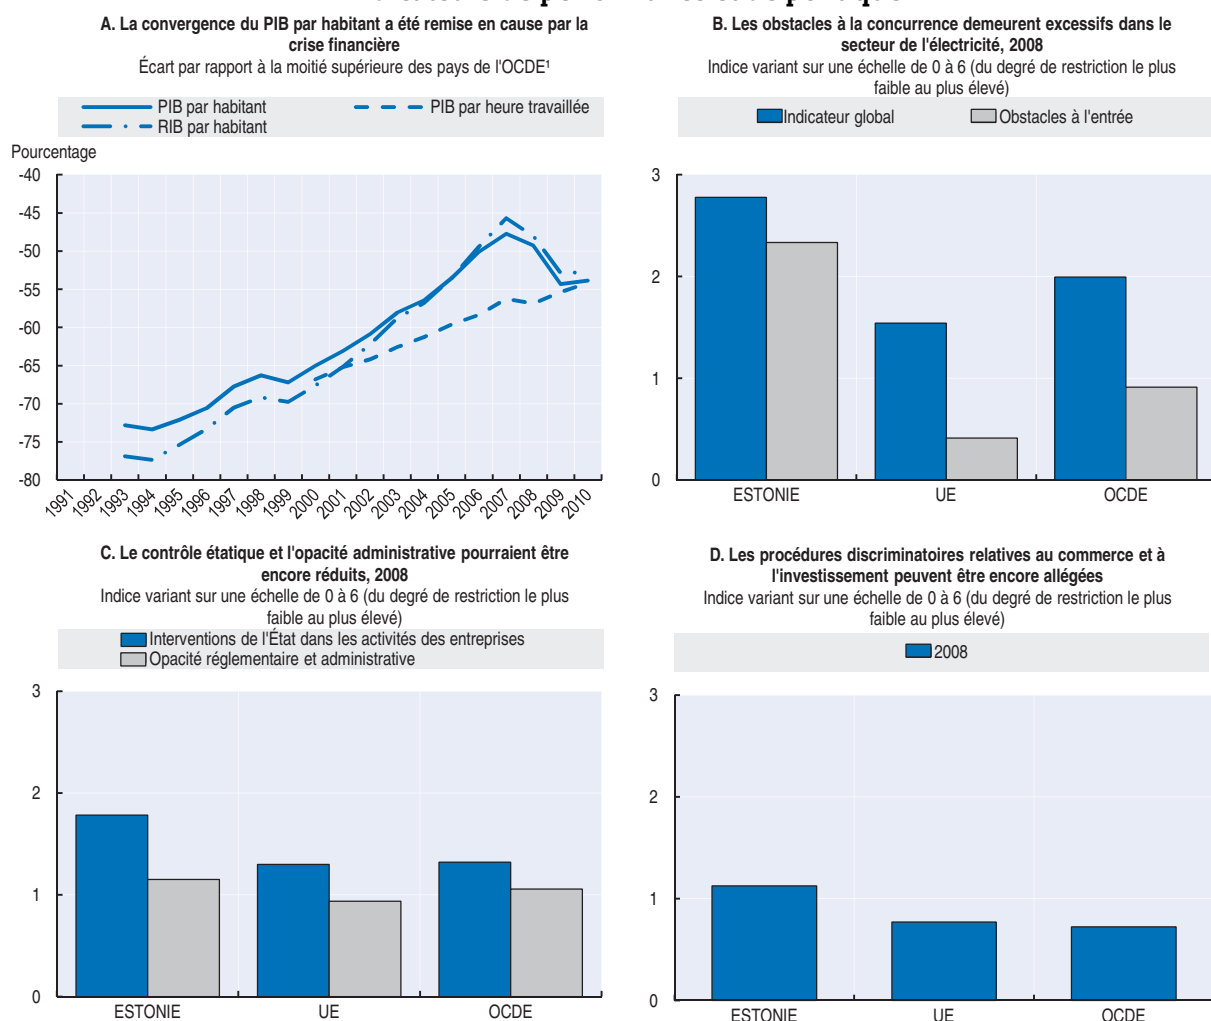 A. La convergence du PIB par habitant a été remise en cause par la
crise financière
Écart par rapport à la moitié supérieure des pays de l'OCDE¹
PIB par habitant
PIB par heure travaillée
RIB par habitant
Pourcentage
-40
-45
-50
-55
-60
-65
-70
-75
-80
1991 1992 1993 1994 1995 1996 1997 1998 1999 2000 2001 2002 2003 2004 2005 2006 2007 2008 2009 2010
B. Les obstacles à la concurrence demeurent excessifs dans le
secteur de l'électricité, 2008
Indice variant sur une échelle de 0 à 6 (du degré de restriction le plus
faible au plus élevé)
Indicateur global
Obstacles à l'entrée
3
2
1
0
ESTONIE UE OCDE
C. Le contrôle étatique et l'opacité administrative pourraient être
encore réduits, 2008
Indice variant sur une échelle de 0 à 6 (du degré de restriction le plus
faible au plus élevé)
Interventions de l'État dans les activités des entreprises
Opacité réglementaire et administrative
3
2
1
0
ESTONIE UE OCDE
D. Les procédures discriminatoires relatives au commerce et à
l'investissement peuvent être encore allégées
Indice variant sur une échelle de 0 à 6 (du degré de restriction le plus
faible au plus élevé)
2008
3
2
1
0
ESTONIE UE OCDE